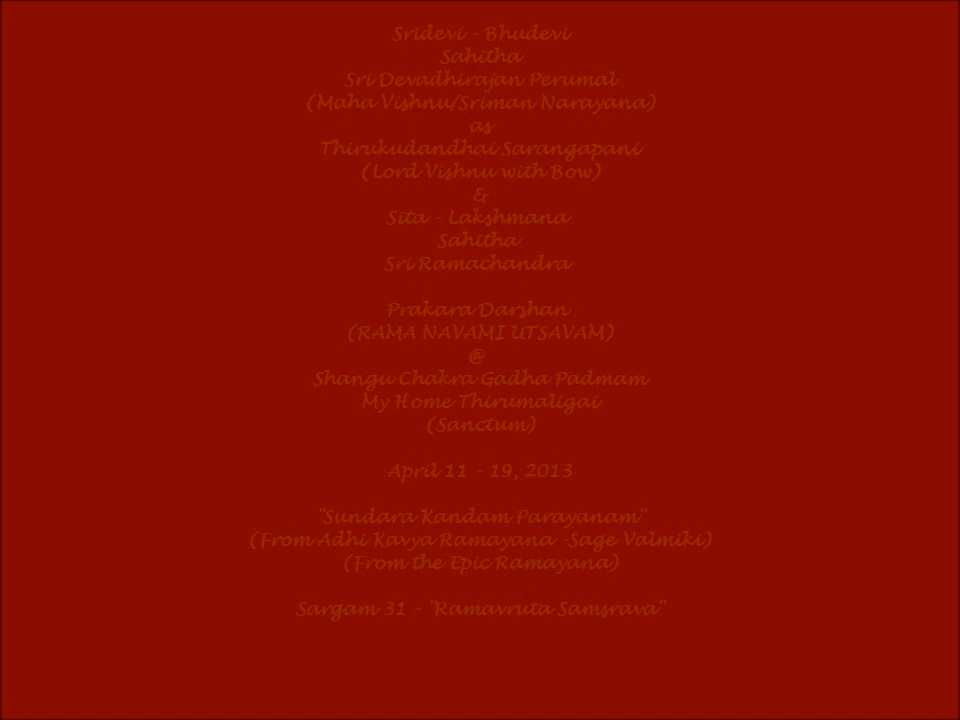 Sridevi - Bhudevi
Sahitha
Sri Devadhirajan Perumal
(Maha Vishnu/Sriman Narayana)
as
Thirukudandhai Sarangapani
(Lord Vishnu with Bow)
&
Sita - Lakshmana
Sahitha
Sri Ramachandra
Prakara Darshan
(RAMA NAVAMI UTSAVAM)
@
Shangu Chakra Gadha Padmam
My Home Thirumaligai
(Sanctum)
April 11 - 19, 2013
"Sundara Kandam Parayanam"
(From Adhi Kavya Ramayana -Sage Valmiki)
(From the Epic Ramayana)
Sargam 31 - "Ramavruta Samsrava"